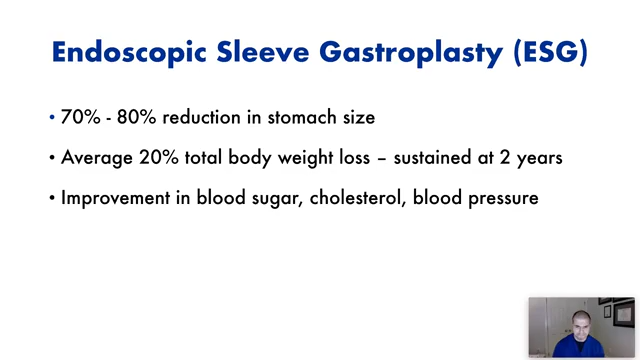 Endoscopic Sleeve Gastroplasty (ESG)
• 70% - 80% reduction in stomach size
• Average 20% total body weight loss – sustained at 2 years
• Improvement in blood sugar, cholesterol, blood pressure